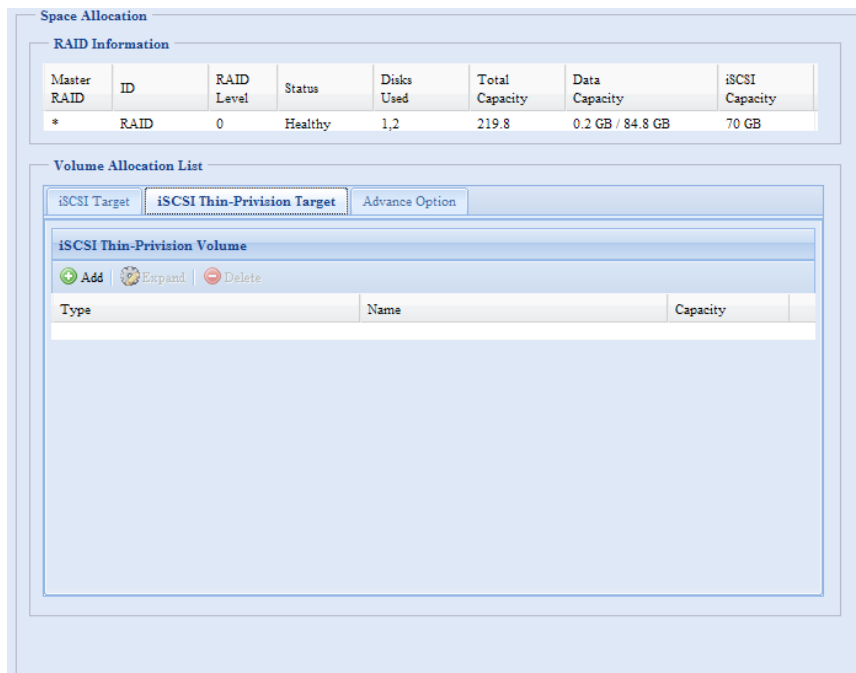 Space Allocation
RAID Information
Master RAID ID RAID Level Status Disks Used Total Capacity Data Capacity iSCSI Capacity
* RAID 0 Healthy 1,2 219.8 0.2 GB / 84.8 GB 70 GB
Volume Allocation List
iSCSI Target iSCSI Thin-Privision Target Advance Option
iSCSI Thin-Privision Volume
Add Expand Delete
Type Name Capacity